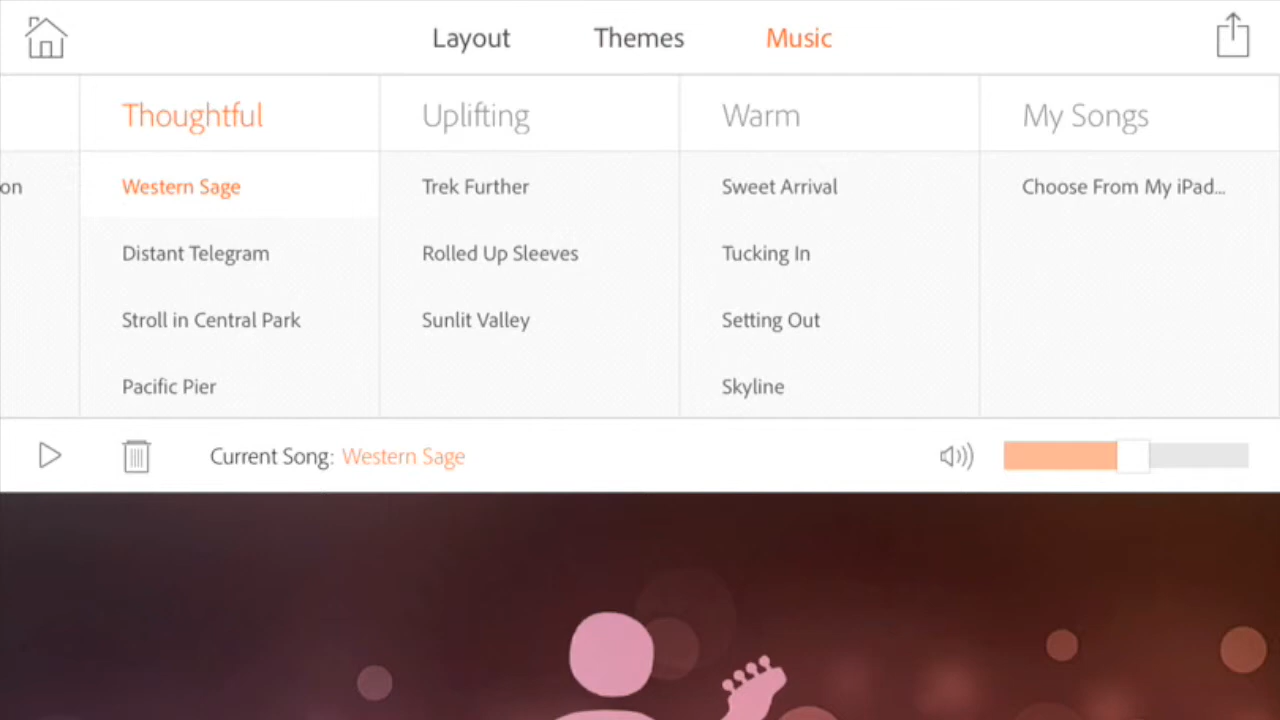 Layout Themes Music
Thoughtful Uplifting Warm My Songs
on Western Sage Trek Further Sweet Arrival Choose From My iPad...
Distant Telegram Rolled Up Sleeves Tucking In
Stroll in Central Park Sunlit Valley Setting Out
Pacific Pier Skyline
Current Song: Western Sage